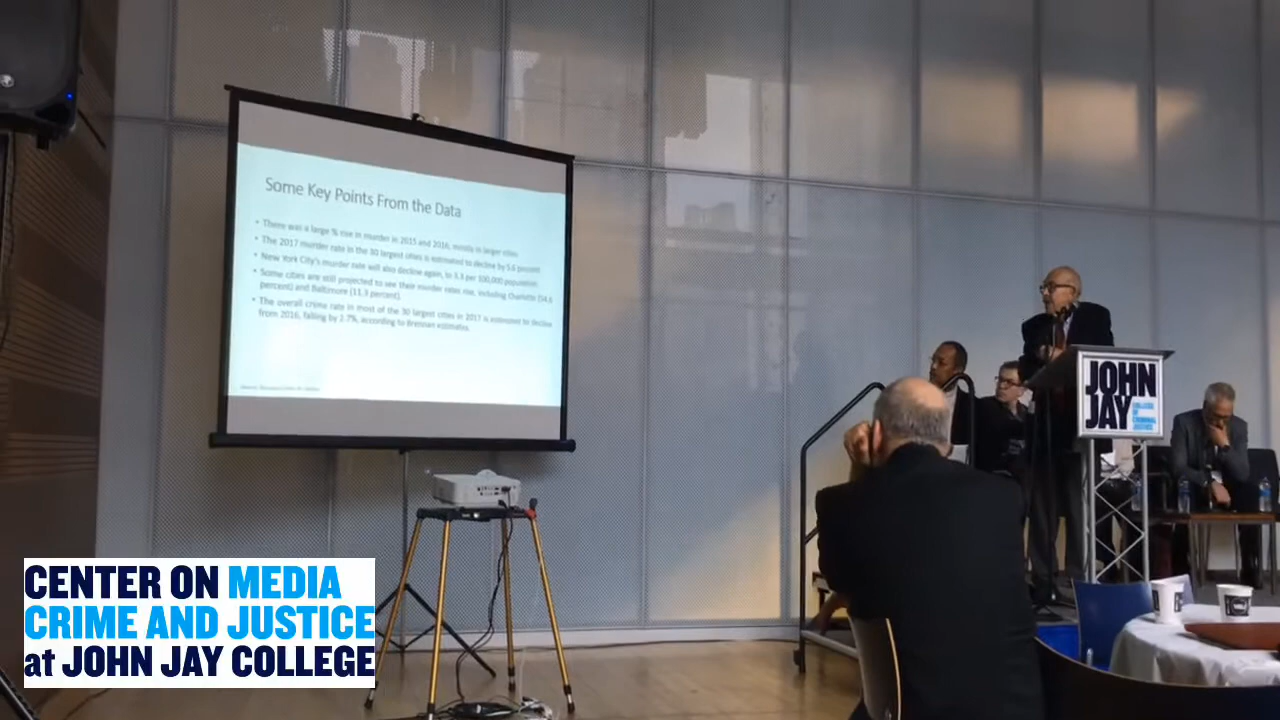 Some Key Points From the Data
• There was a large % rise in murder in 2015 and 2016, mostly in larger cities.
• The 2017 murder rate in the 30 largest cities is estimated to decline by 5.6 percent.
• New York City's murder rate will also decline again, to 3.3 per 100,000 population.
• Some cities are still projected to see their murder rates rise, including Charlotte (54.6
percent) and Baltimore (11.3 percent).
• The overall crime rate in most of the 30 largest cities in 2017 is estimated to decline
from 2016, falling by 2.7%, according to Brennan estimates.
JOHN
JAY
COLLEGE
OF
CRIMINAL
JUSTICE
CENTER ON MEDIA
CRIME AND JUSTICE
at JOHN JAY COLLEGE